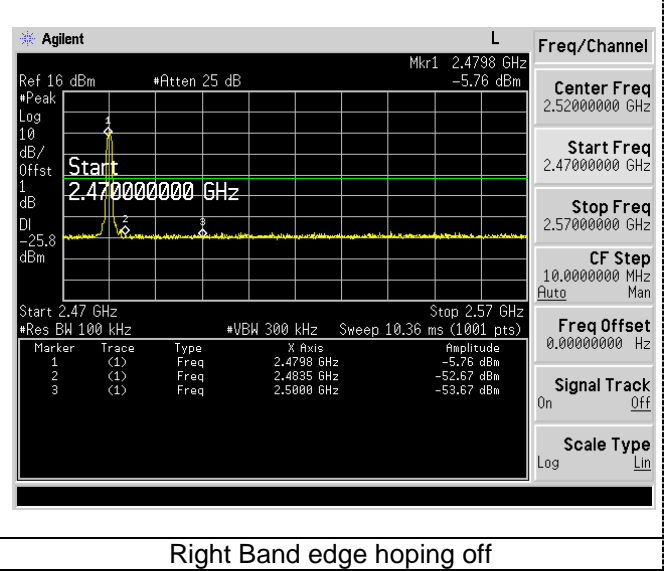 Agilent
L
Freq/Channel
Mkr1 2.4798 GHz
Ref 16 dBm #Atten 25 dB -5.76 dBm
#Peak
Log
10
dB/
Offst
1
dB
DI
-25.8
dBm
1
2
3
Start
2.470000000 GHz
Start 2.47 GHz Stop 2.57 GHz
#Res BW 100 kHz #VBW 300 kHz Sweep 10.36 ms (1001 pts)
Marker Trace Type X Axis Amplitude
1 (1) Freq 2.4798 GHz -5.76 dBm
2 (1) Freq 2.4835 GHz -52.67 dBm
3 (1) Freq 2.5000 GHz -53.67 dBm
Center Freq
2.52000000 GHz
Start Freq
2.47000000 GHz
Stop Freq
2.57000000 GHz
CF Step
10.0000000 MHz
Auto Man
Freq Offset
0.00000000 Hz
Signal Track
On Off
Scale Type
Log Lin
Right Band edge hoping off